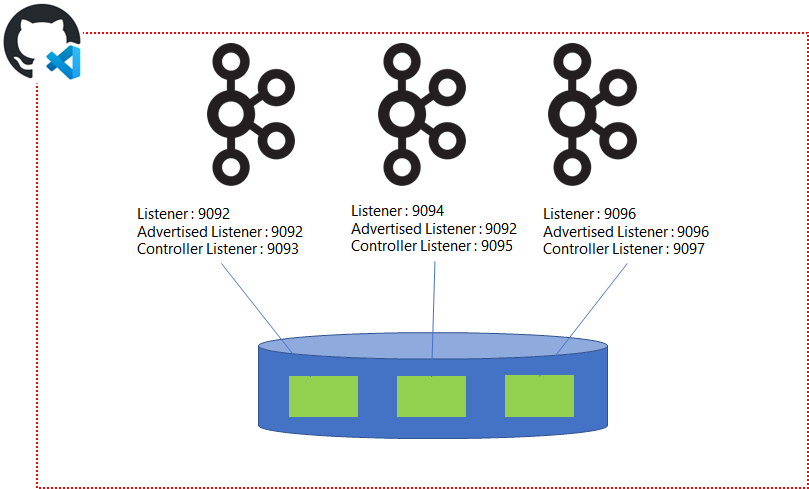 Listener : 9092
Advertised Listener : 9092
Controller Listener : 9093
Listener : 9094
Advertised Listener : 9092
Controller Listener : 9095
Listener : 9096
Advertised Listener : 9096
Controller Listener : 9097